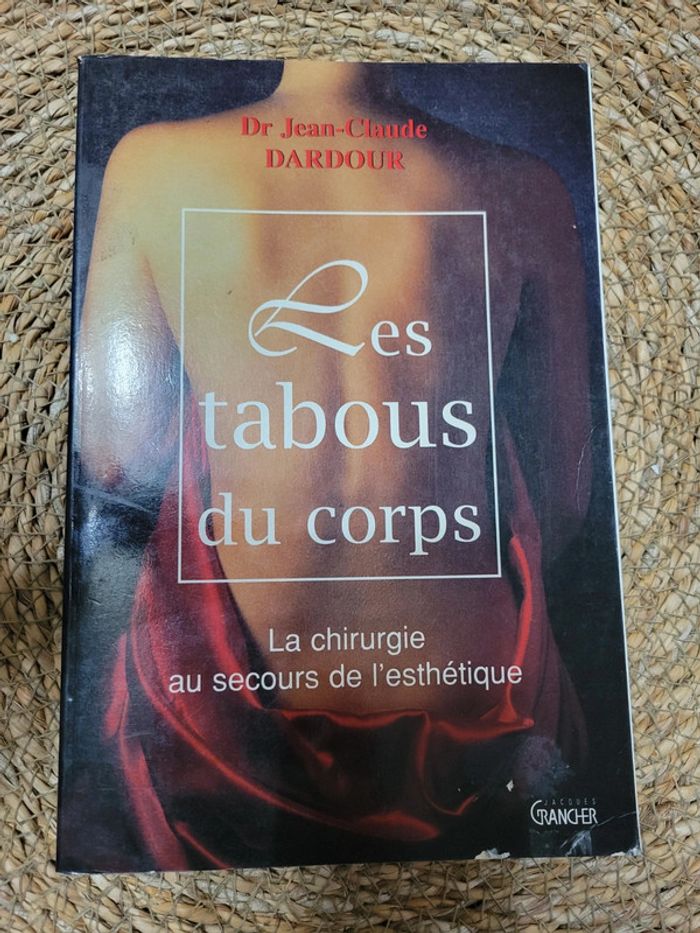 Dr Jean-Claude
DARDOUR
Les
tabous
du corps
La chirurgie
au secours de l'esthétique
JACQUES
GRANCHER